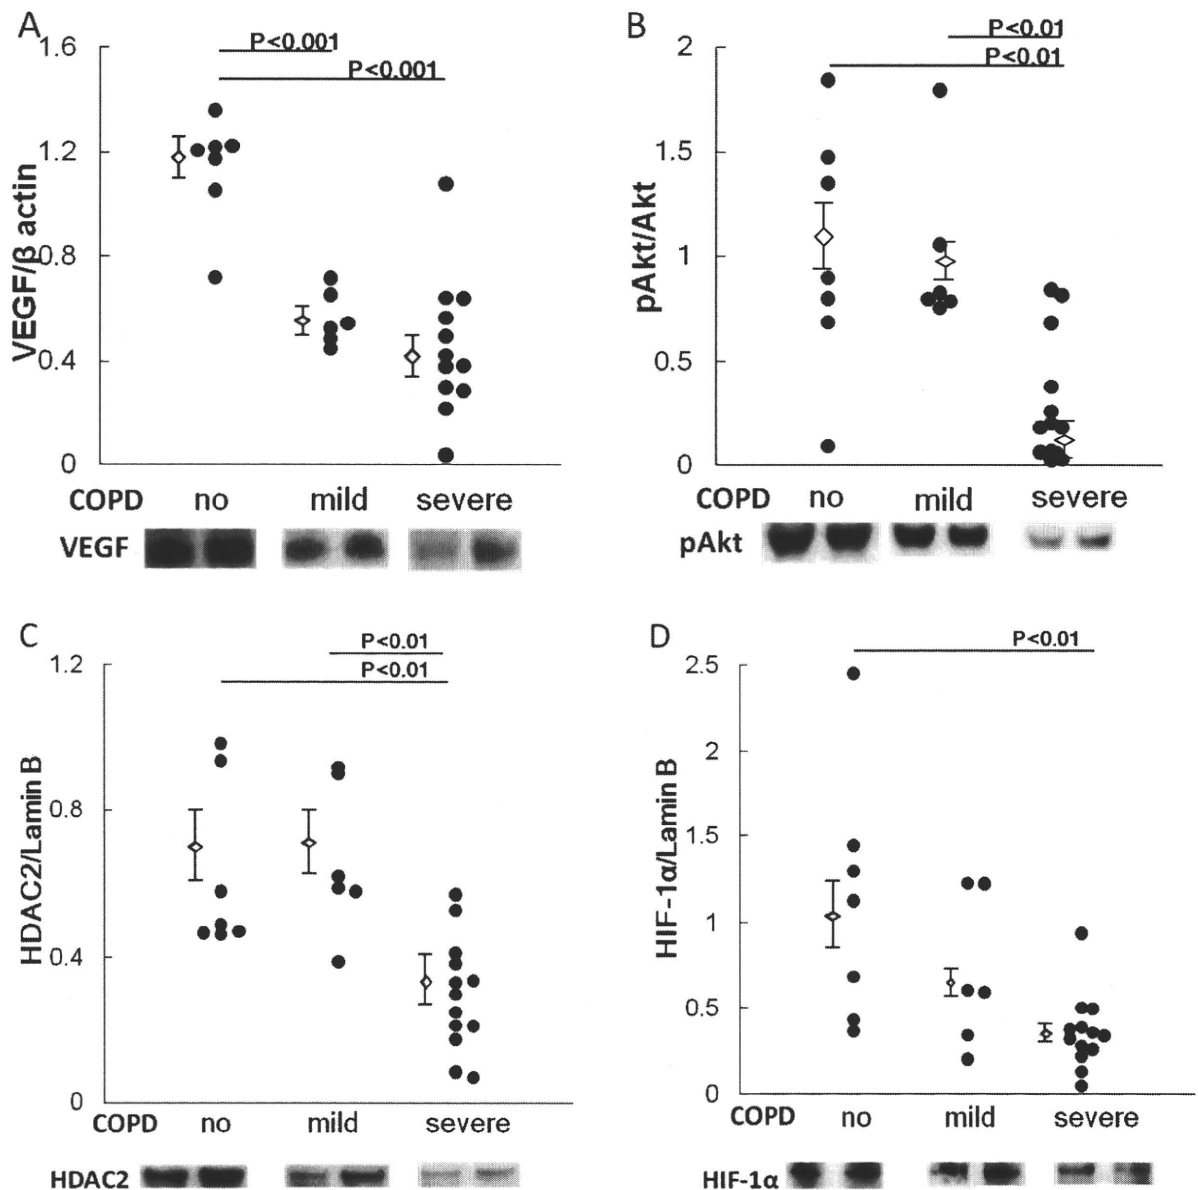 A
P<0.001
P<0.001
1.6
1.2
0.8
0.4
0
VEGF/β actin
COPD no mild severe
VEGF
B
P<0.01
P<0.01
2
1.5
1
0.5
0
pAkt/Akt
COPD no mild severe
pAkt
C
P<0.01
P<0.01
1.2
0.8
0.4
0
HDAC2/Lamin B
COPD no mild severe
HDAC2
D
P<0.01
2.5
2
1.5
1
0.5
0
HIF-1α/Lamin B
COPD no mild severe
HIF-1α